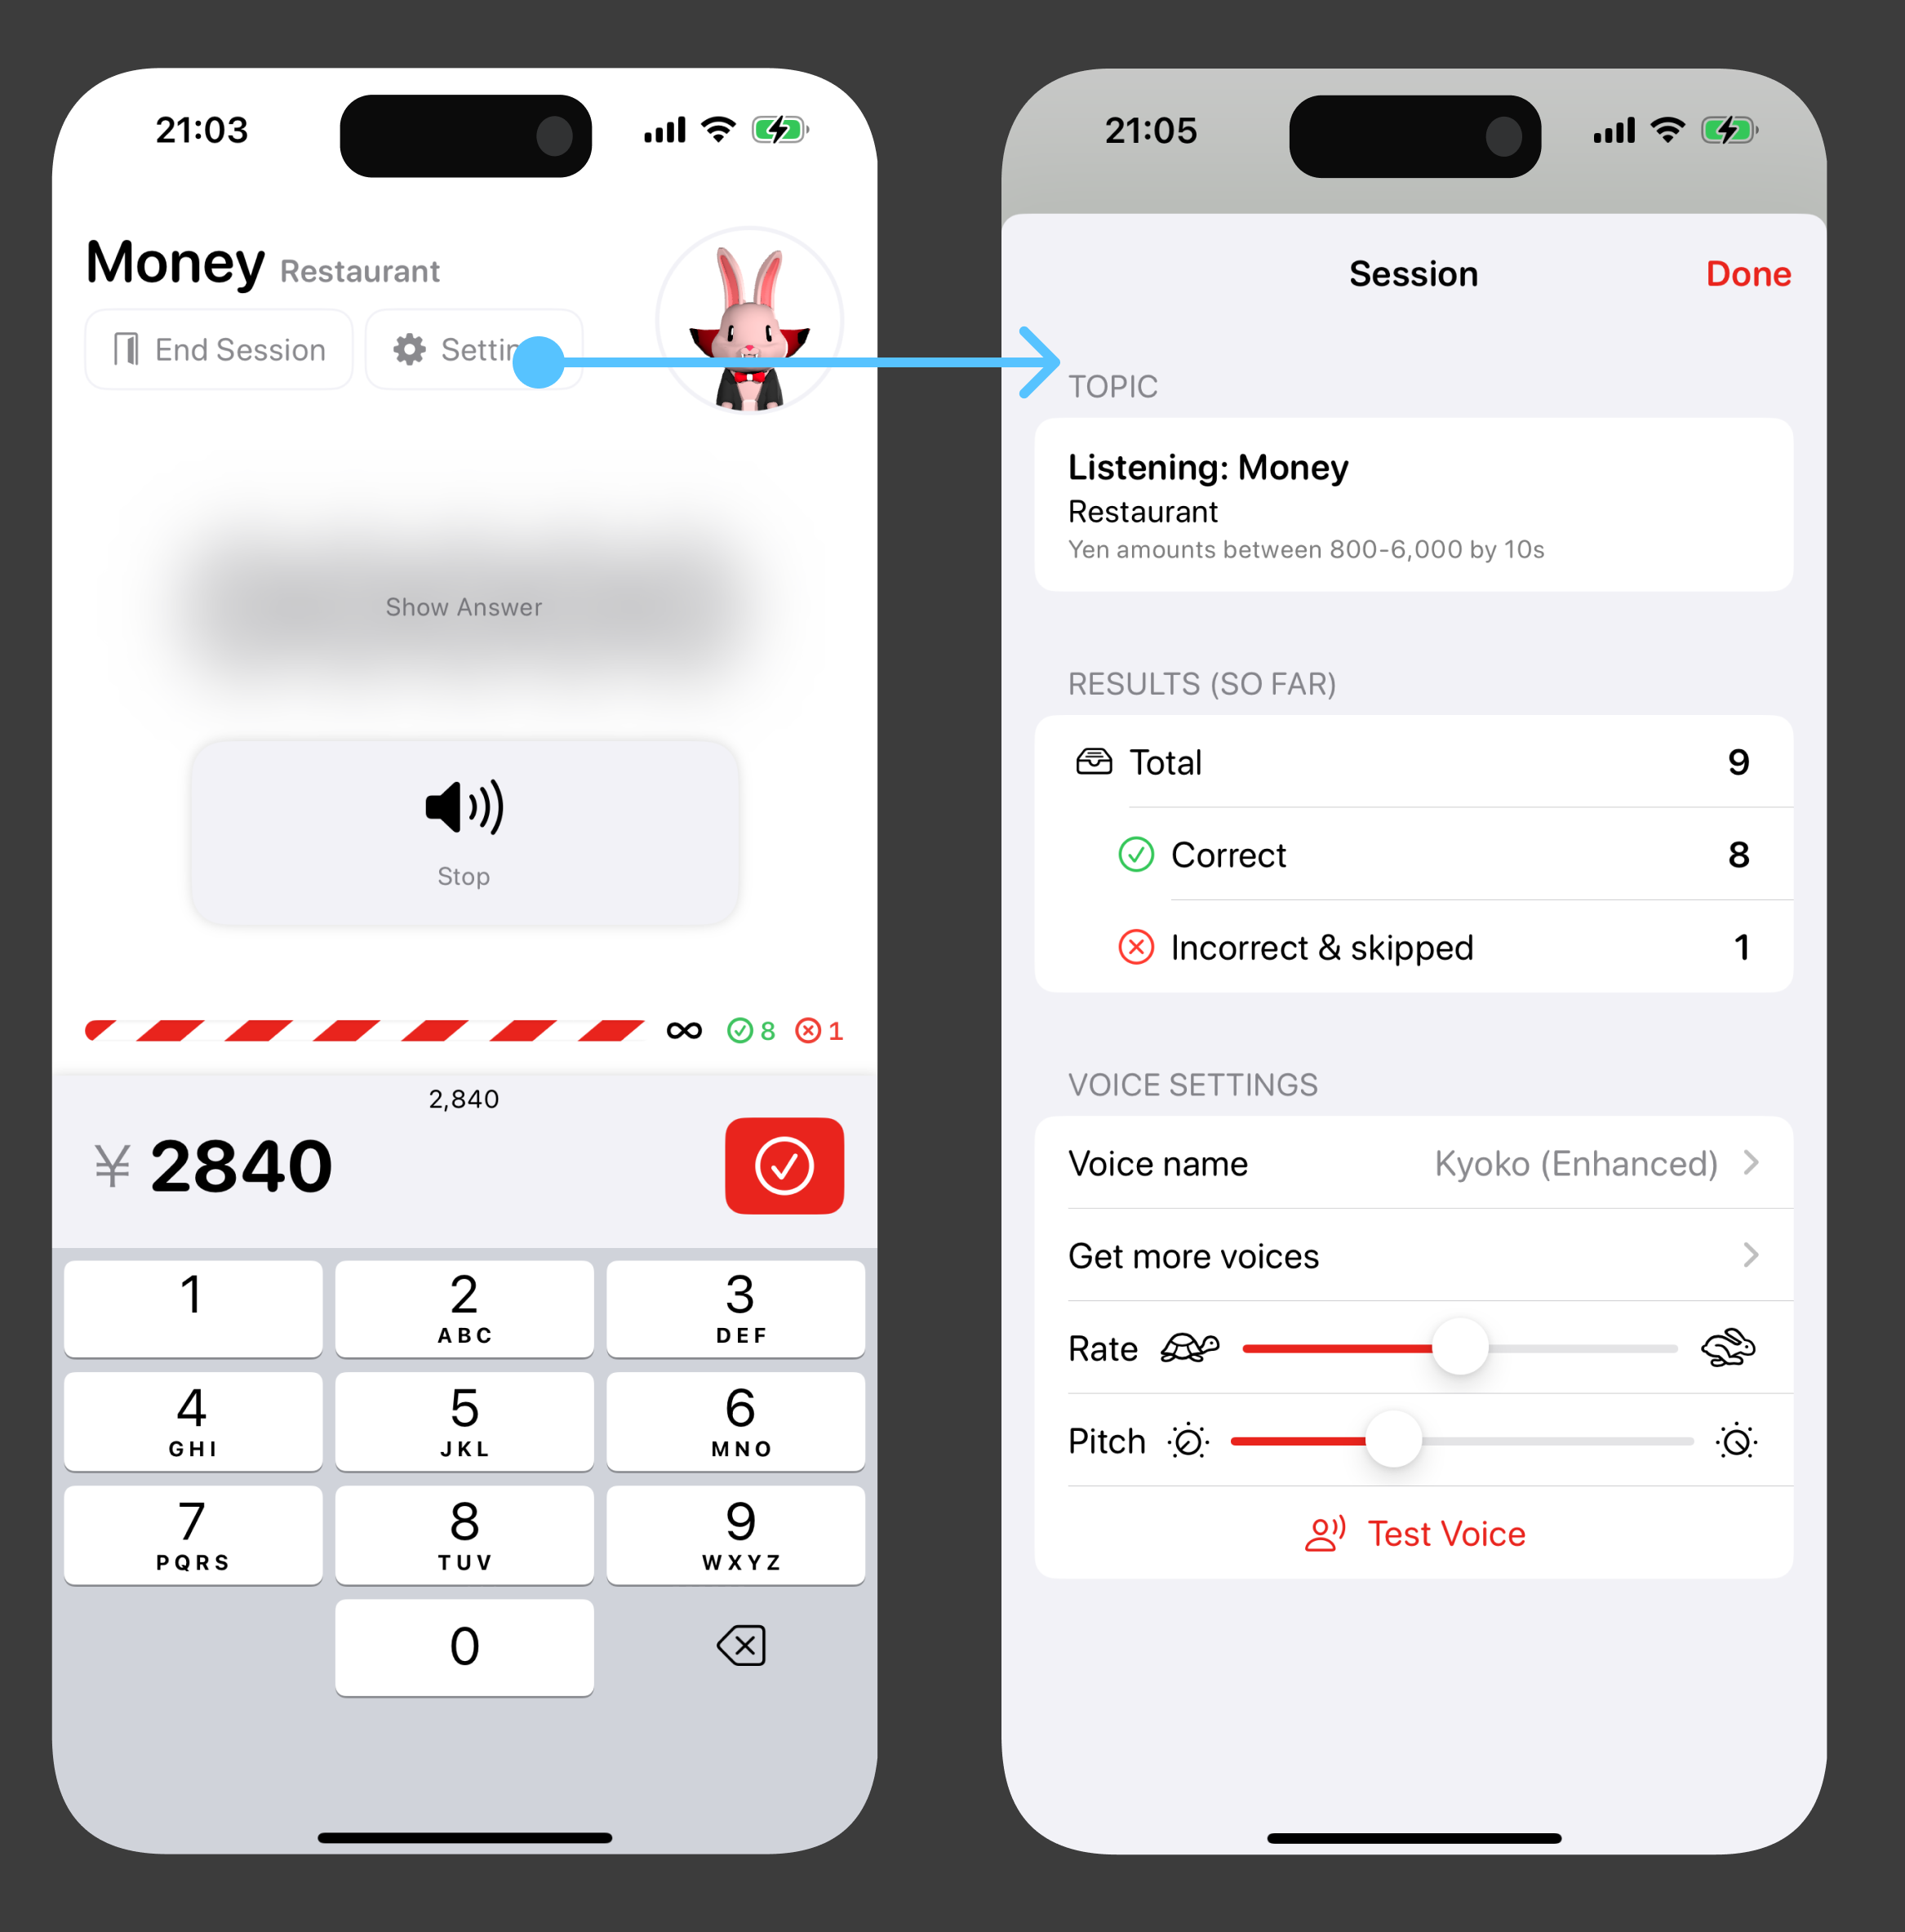 21:03
Money Restaurant
End Session
Settin
Show Answer
Stop
8 1
2,840
¥ 2840
1
2
ABC
3
DEF
4
GHI
5
JKL
6
MNO
7
PQRS
8
TUV
9
WXYZ
0
21:05
Session
Done
TOPIC
Listening: Money
Restaurant
Yen amounts between 800-6,000 by 10s
RESULTS (SO FAR)
Total 9
Correct 8
Incorrect & skipped 1
VOICE SETTINGS
Voice name Kyoko (Enhanced)
Get more voices
Rate
Pitch
Test Voice